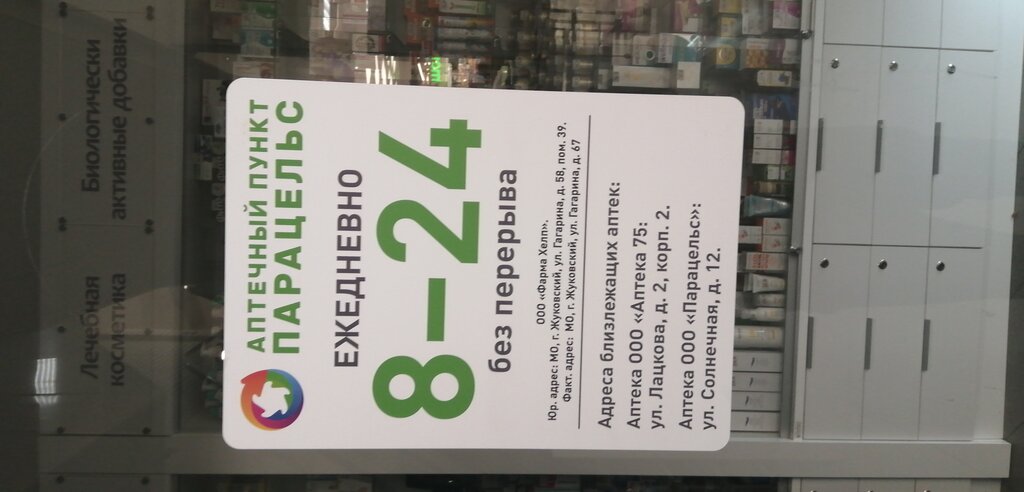 Лечебная
косметика
Биологически
активные добавки
АПТЕЧНЫЙ ПУНКТ
ПАРАЦЕЛЬС
ЕЖЕДНЕВНО
8–24
без перерыва
ООО «Фарма Хелп».
Юр. адрес: МО, г. Жуковский, ул. Гагарина, д. 58, пом. 39.
Факт. адрес: МО, г. Жуковский, ул. Гагарина, д. 67
Адреса близлежащих аптек:
Аптека ООО «Аптека 75:
ул. Лацкова, д. 2, корп. 2.
Аптека ООО «Парацельс»:
ул. Солнечная, д. 12.